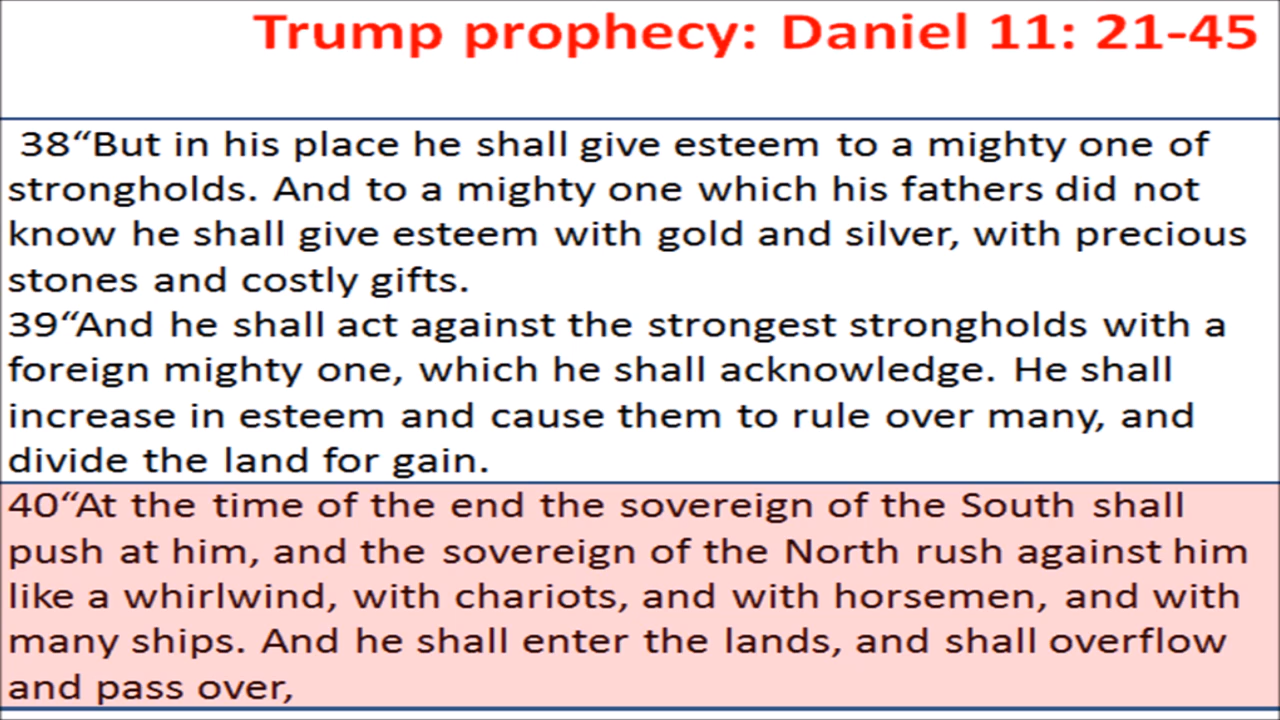 Trump prophecy: Daniel 11: 21-45
38“But in his place he shall give esteem to a mighty one of
strongholds. And to a mighty one which his fathers did not
know he shall give esteem with gold and silver, with precious
stones and costly gifts.
39“And he shall act against the strongest strongholds with a
foreign mighty one, which he shall acknowledge. He shall
increase in esteem and cause them to rule over many, and
divide the land for gain.
40“At the time of the end the sovereign of the South shall
push at him, and the sovereign of the North rush against him
like a whirlwind, with chariots, and with horsemen, and with
many ships. And he shall enter the lands, and shall overflow
and pass over,